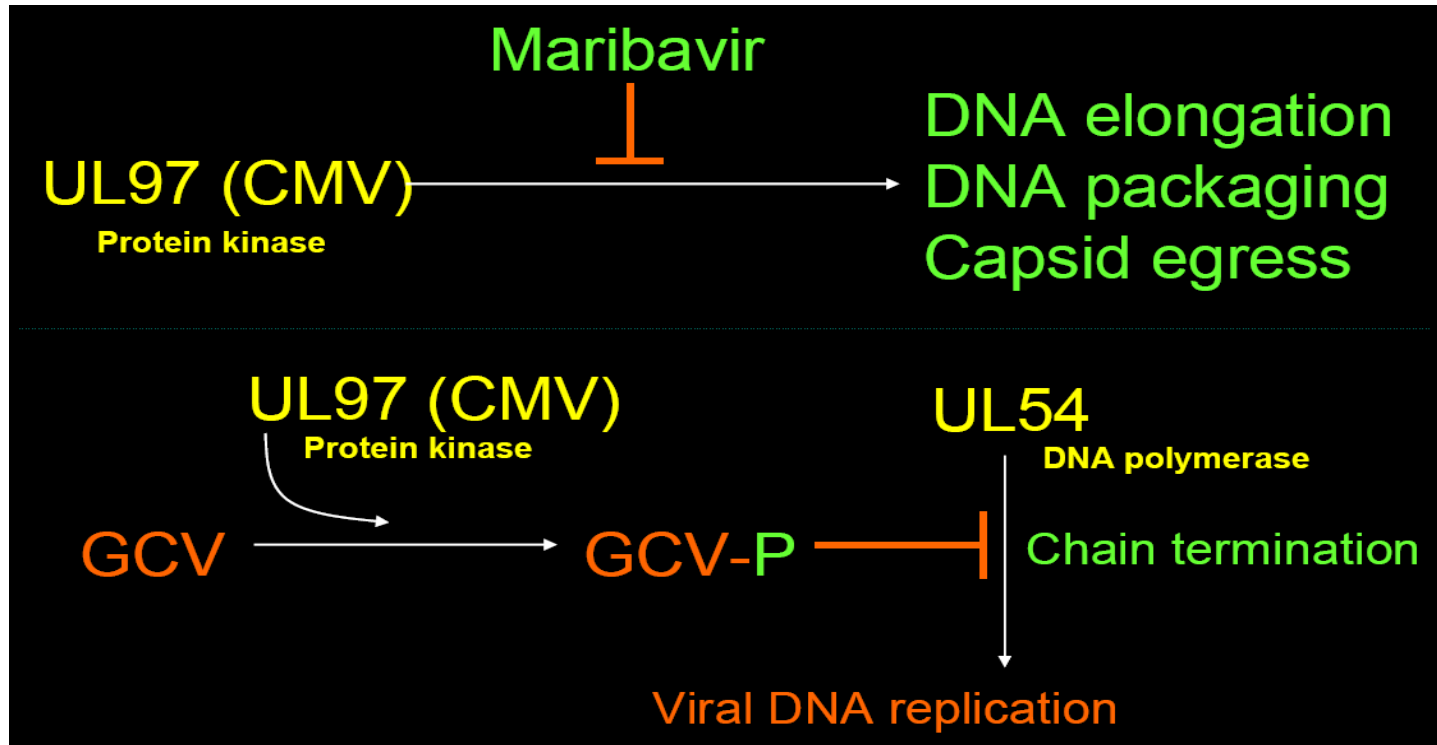 Maribavir
DNA elongation
UL97 (CMV)
DNA packaging
Protein kinase
Capsid egress
UL97 (CMV)
Protein kinase
UL54
DNA polymerase
GCV
GCV-P
Chain termination
Viral DNA replication